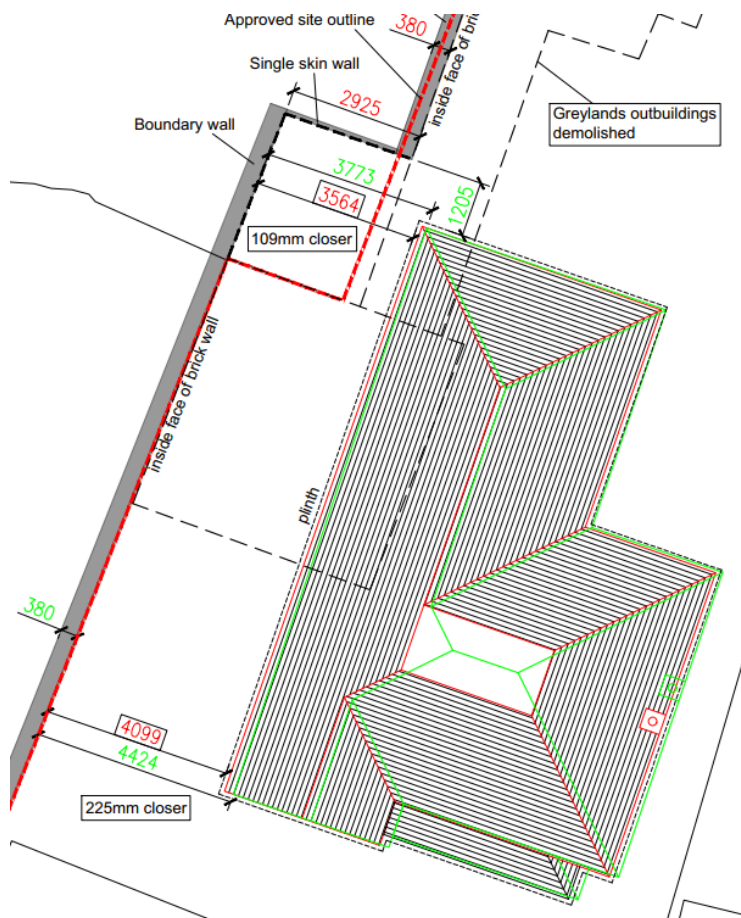 Approved site outline
380
inside face of brick
Single skin wall
2925
Boundary wall
Greylands outbuildings
demolished
3773
3564
1205
109mm closer
inside face of brick wall
plinth
380
4099
4424
225mm closer